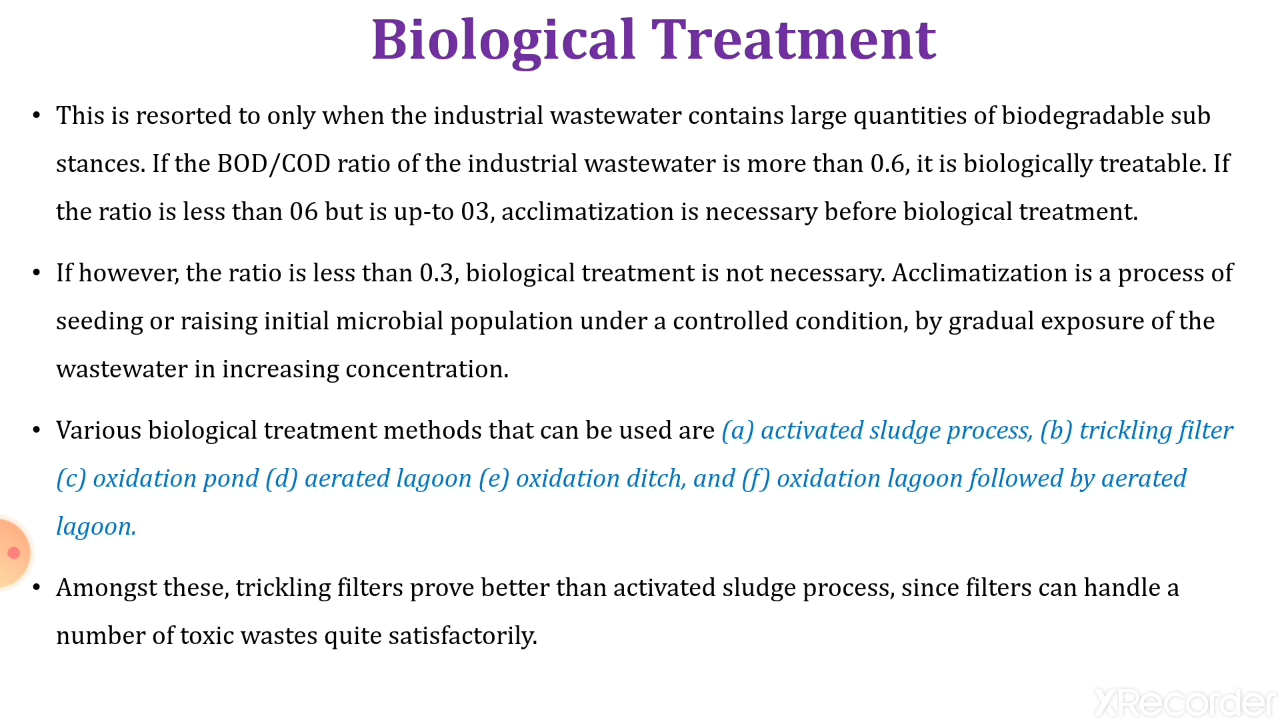 Biological Treatment
• This is resorted to only when the industrial wastewater contains large quantities of biodegradable sub
stances. If the BOD/COD ratio of the industrial wastewater is more than 0.6, it is biologically treatable. If
the ratio is less than 06 but is up-to 03, acclimatization is necessary before biological treatment.
• If however, the ratio is less than 0.3, biological treatment is not necessary. Acclimatization is a process of
seeding or raising initial microbial population under a controlled condition, by gradual exposure of the
wastewater in increasing concentration.
• Various biological treatment methods that can be used are (a) activated sludge process, (b) trickling filter
(c) oxidation pond (d) aerated lagoon (e) oxidation ditch, and (f) oxidation lagoon followed by aerated
lagoon.
• Amongst these, trickling filters prove better than activated sludge process, since filters can handle a
number of toxic wastes quite satisfactorily.
XRecorder